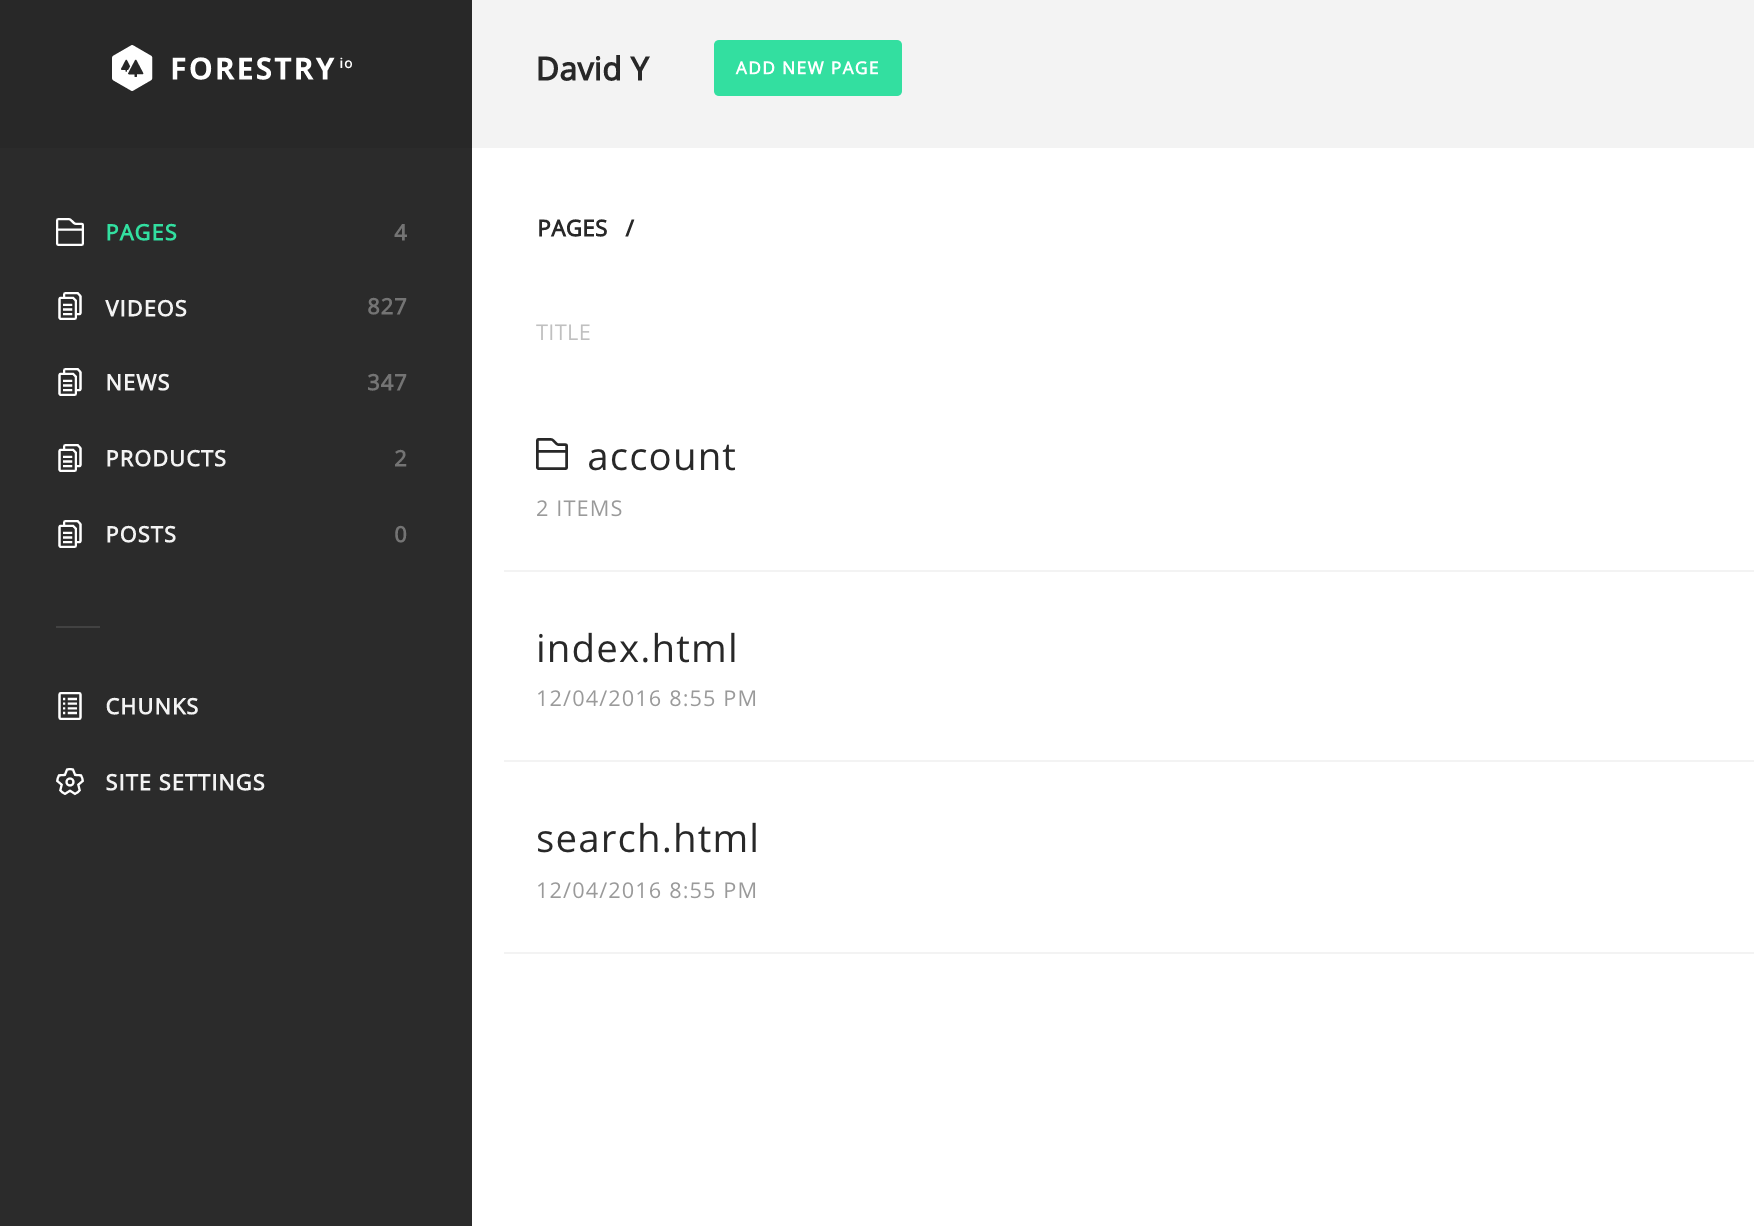 FORESTRY io
David Y
ADD NEW PAGE
PAGES 4
VIDEOS 827
NEWS 347
PRODUCTS 2
POSTS 0
CHUNKS
SITE SETTINGS
PAGES /
TITLE
account
2 ITEMS
index.html
12/04/2016 8:55 PM
search.html
12/04/2016 8:55 PM